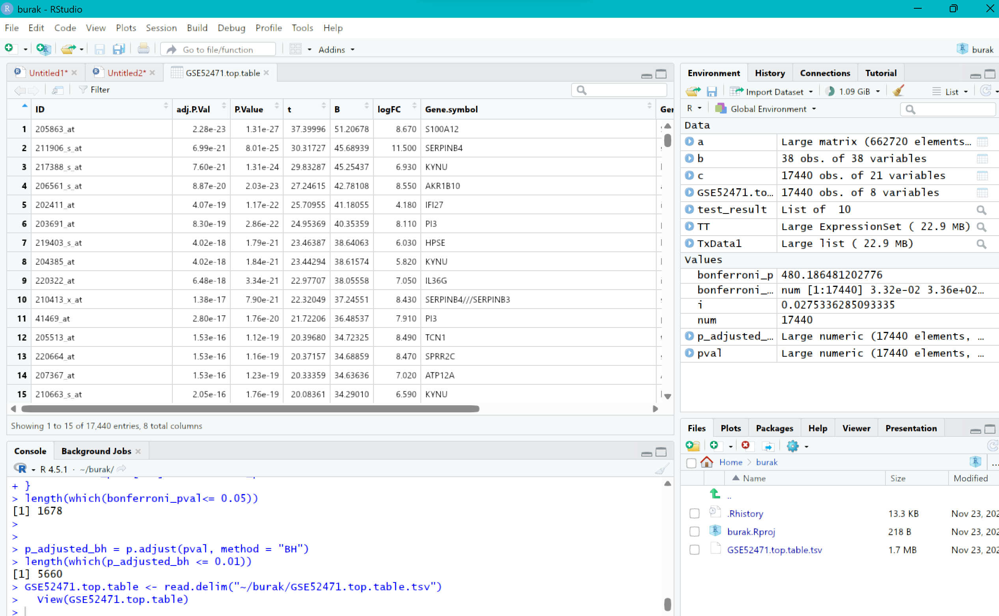 burak - RStudio
File Edit Code View Plots Session Build Debug Profile Tools Help
Go to file/function Addins burak
Untitled1* Untitled2* GSE52471.top.table
Filter
ID adj.P.Val P.Value t B logFC Gene.symbol
1 205863_at 2.28e-23 1.31e-27 37.39996 51.20678 8.670 S100A12
2 211906_s_at 6.99e-21 8.01e-25 30.31727 45.68939 11.500 SERPINB4
3 217388_s_at 7.60e-21 1.31e-24 29.83287 45.25437 6.930 KYNU
4 206561_s_at 8.87e-20 2.03e-23 27.24615 42.78108 8.550 AKR1B10
5 202411_at 4.07e-19 1.17e-22 25.70955 41.18055 4.180 IFI27
6 203691_at 8.30e-19 2.86e-22 24.95369 40.35359 8.110 PI3
7 219403_s_at 4.02e-18 1.79e-21 23.46387 38.64063 6.030 HPSE
8 204385_at 4.02e-18 1.84e-21 23.44294 38.61574 5.820 KYNU
9 220322_at 6.48e-18 3.34e-21 22.97707 38.05558 7.050 IL36G
10 210413_x_at 1.38e-17 7.90e-21 22.32049 37.24551 8.430 SERPINB4///SERPINB3
11 41469_at 2.80e-17 1.76e-20 21.72206 36.48537 7.910 PI3
12 205513_at 1.53e-16 1.12e-19 20.39680 34.72325 8.490 TCN1
13 220664_at 1.53e-16 1.16e-19 20.37157 34.68859 8.470 SPRR2C
14 207367_at 1.53e-16 1.23e-19 20.33359 34.63636 7.020 ATP12A
15 210663_s_at 2.05e-16 1.76e-19 20.08361 34.29010 6.590 KYNU
Showing 1 to 15 of 17,440 entries, 8 total columns
Console Background Jobs
R 4.5.1 · ~/burak/
+ }
> length(which(bonferroni_pval<= 0.05))
[1] 1678
>
>
> p_adjusted_bh = p.adjust(pval, method = "BH")
> length(which(p_adjusted_bh <= 0.01))
[1] 5660
> GSE52471.top.table <- read.delim("~/burak/GSE52471.top.table.tsv")
>   View(GSE52471.top.table)
>
Environment History Connections Tutorial
Import Dataset 1.09 GiB List
R Global Environment
Data
a Large matrix (662720 elements…
b 38 obs. of 38 variables
c 17440 obs. of 21 variables
GSE52471.to… 17440 obs. of 8 variables
test_result List of 10
TT Large ExpressionSet ( 22.9 MB)
TxData1 Large list ( 22.9 MB)
Values
bonferroni_p 480.186481202776
bonferroni_… num [1:17440] 3.32e-02 3.36e+02…
i 0.0275336285093335
num 17440
p_adjusted_… Large numeric (17440 elements, …
pval Large numeric (17440 elements, …
Files Plots Packages Help Viewer Presentation
Home > burak ...
Name Size Modified
..
.Rhistory 13.3 KB Nov 23, 202
burak.Rproj 218 B Nov 23, 202
GSE52471.top.table.tsv 1.7 MB Nov 23, 202